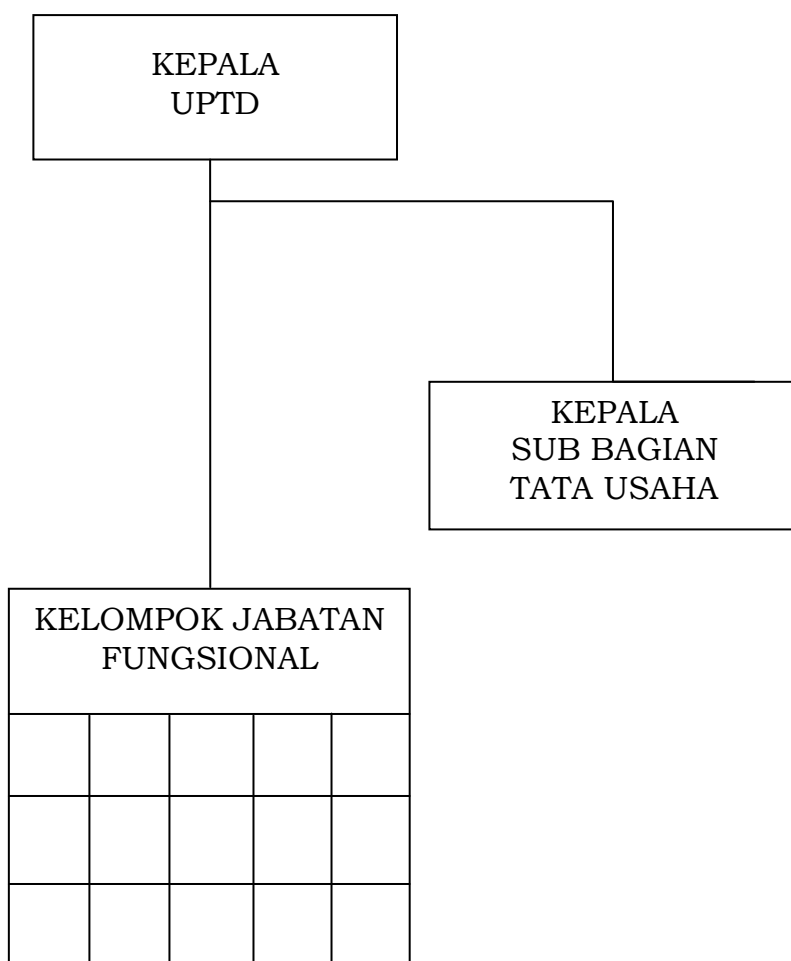 KEPALA
UPTD
KEPALA
SUB BAGIAN
TATA USAHA
KELOMPOK JABATAN
FUNGSIONAL